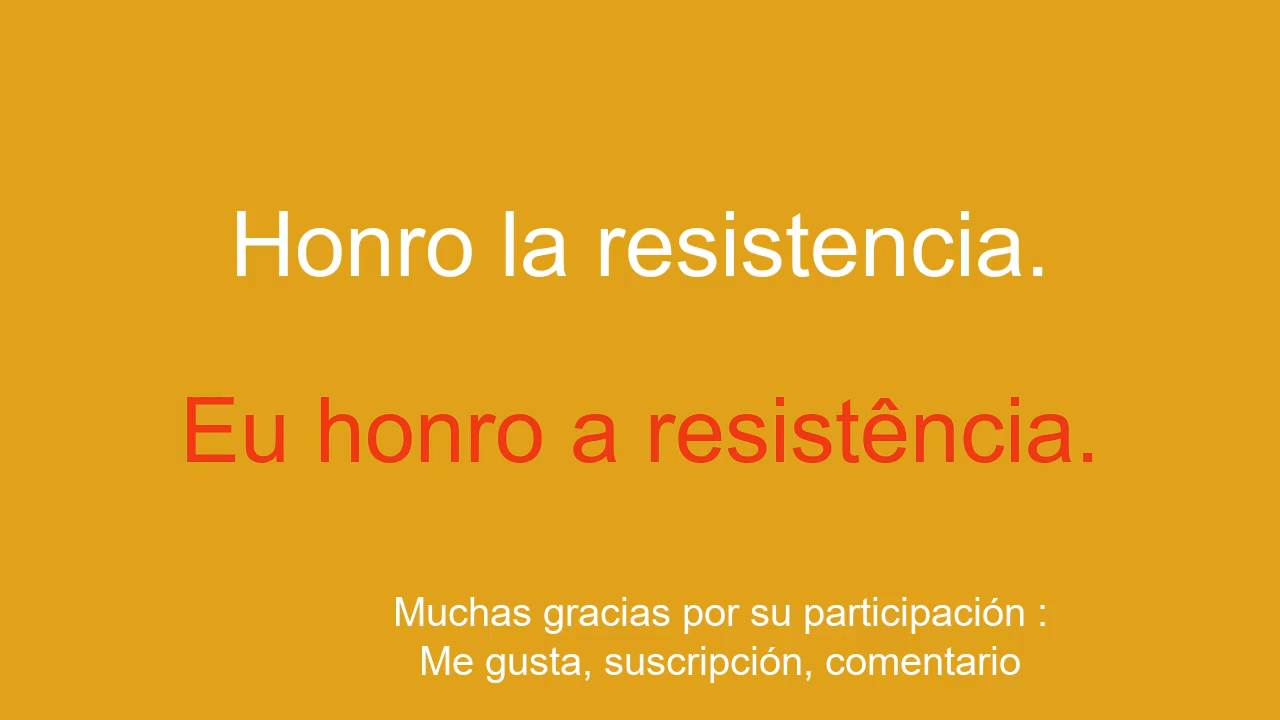 Honro la resistencia.
Eu honro a resistência.
Muchas gracias por su participación :
Me gusta, suscripción, comentario